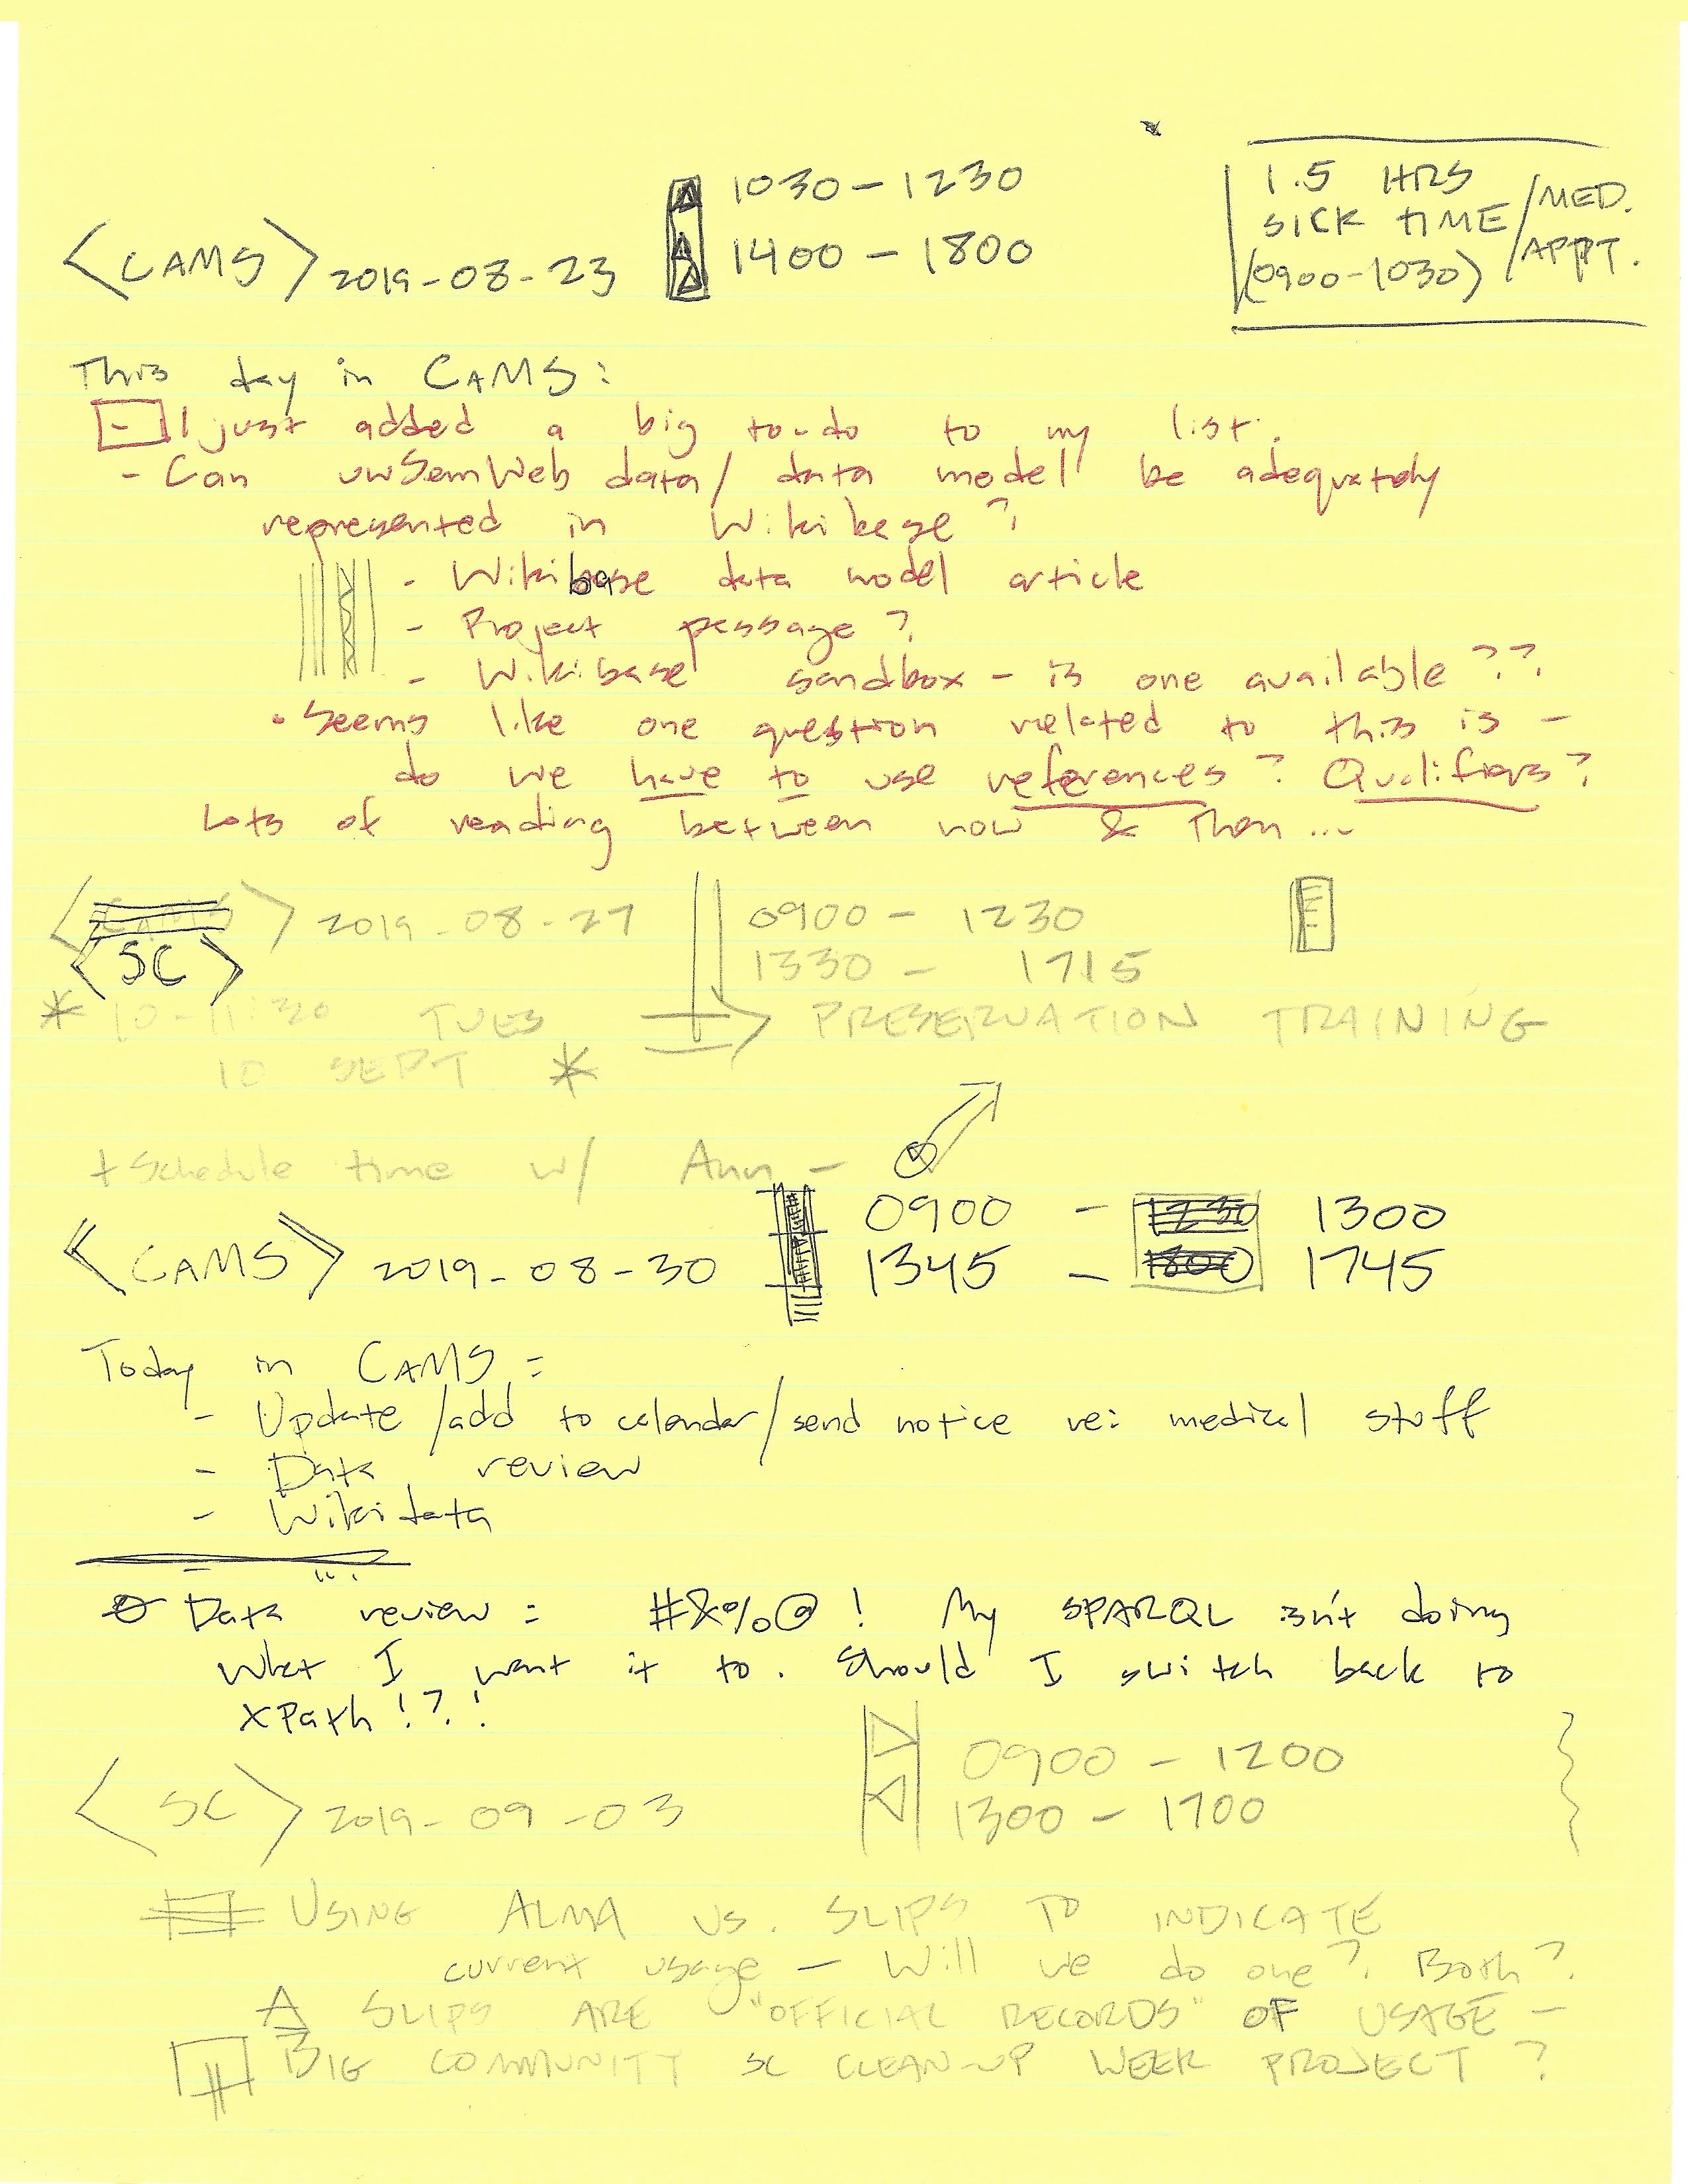 1030 - 1230
1400 - 1800
1.5 HRS
SICK TIME / MED.
(0900-1030) / APPT.
<CAMS> 2019-08-23
This day in CAMS:
I just added a big to-do to my list.
- Can uwSemWeb data / data model be adequately
represented in Wikibase?
- Wikibase data model article
- Project passage?
- Wikibase sandbox - is one available??
• Seems like one question related to this is -
do we have to use references? Qualifiers?
Lots of reading between now & then...
<CAMS> 2019-08-27 0900 - 1230
<SC> 1330 - 1715
* 10-11:30 TUES PRESERVATION TRAINING
10 SEPT *
+ Schedule time w/ Ann -
0900 - 1230 1300
<CAMS> 2019-08-30 1345 - 1800 1745
Today in CAMS:
- Update / add to calendar / send notice re: medical stuff
- Data review
- Wikidata
Data review: #&%@! My SPARQL isn't doing
what I want it to. Should I switch back to
XPath!?!
0900 - 1200
<SC> 2019-09-03 1300 - 1700
USING ALMA VS. SLIPS TO INDICATE
current usage - Will we do one? Both?
SLIPS ARE "OFFICIAL RECORDS" OF USAGE -
BIG COMMUNITY SC CLEAN-UP WEEK PROJECT?